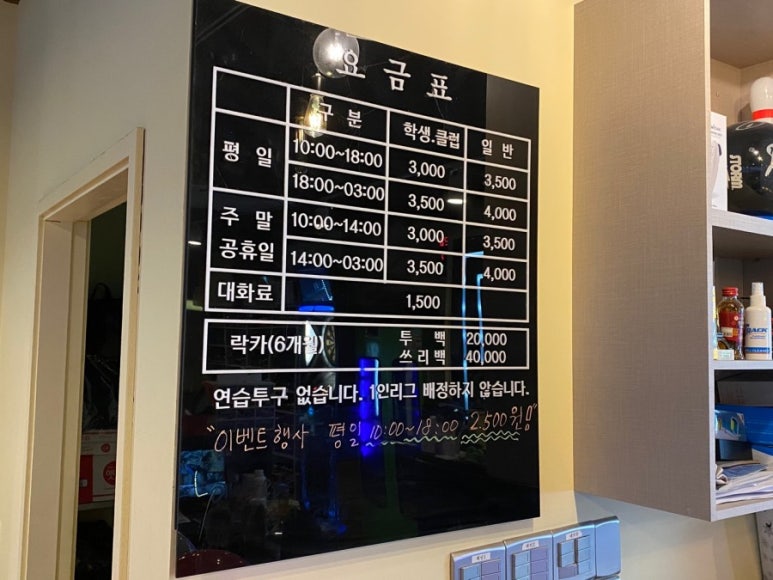 요금표
구분 학생.클럽 일반
평일 10:00~18:00 3,000 3,500
18:00~03:00 3,500 4,000
주말 공휴일 10:00~14:00 3,000 3,500
14:00~03:00 3,500 4,000
대화료 1,500
락카(6개월) 투백 20,000
쓰리백 40,000
연습투구 없습니다. 1인리그 배정하지 않습니다.
"이벤트행사 평일 10:00~18:00 2.500원!!"
STORM